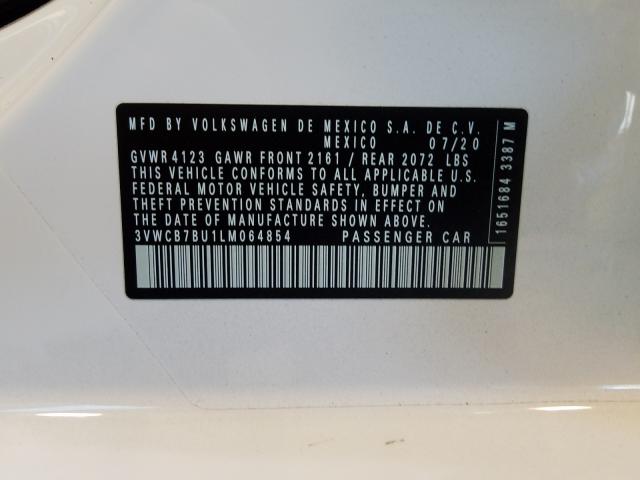 MFD BY VOLKSWAGEN DE MEXICO S.A. DE C.V.
MEXICO 07/20
GVWR 4123 GAWR FRONT 2161 / REAR 2072 LBS
THIS VEHICLE CONFORMS TO ALL APPLICABLE U.S.
FEDERAL MOTOR VEHICLE SAFETY, BUMPER AND
THEFT PREVENTION STANDARDS IN EFFECT ON
THE DATE OF MANUFACTURE SHOWN ABOVE.
3VWCB7BU1LM064854 PASSENGER CAR
1651684 3387 M